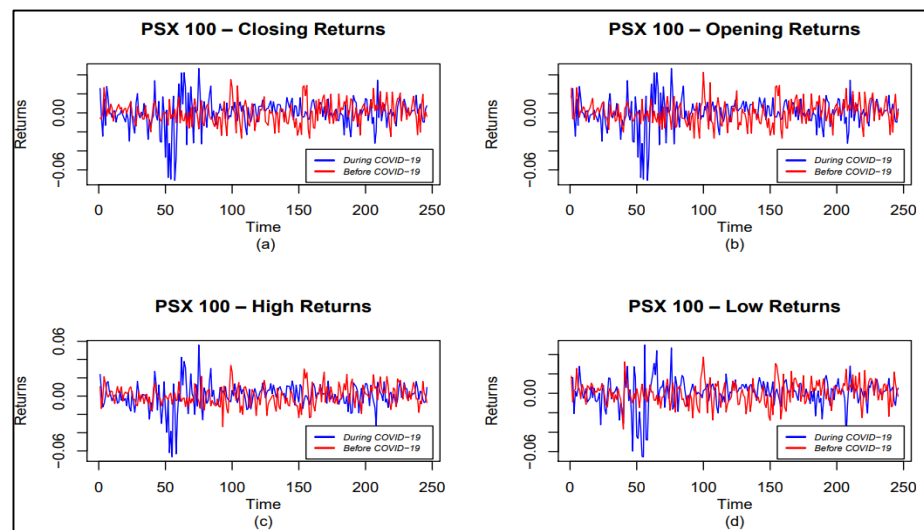 PSX 100 – Closing Returns
Returns
0.00
−0.06
During COVID−19
Before COVID−19
0 50 100 150 200 250
Time
(a)
PSX 100 – Opening Returns
Returns
0.00
−0.06
During COVID−19
Before COVID−19
0 50 100 150 200 250
Time
(b)
PSX 100 – High Returns
Returns
0.06
0.00
−0.06
During COVID−19
Before COVID−19
0 50 100 150 200 250
Time
(c)
PSX 100 – Low Returns
Returns
0.00
−0.06
During COVID−19
Before COVID−19
0 50 100 150 200 250
Time
(d)